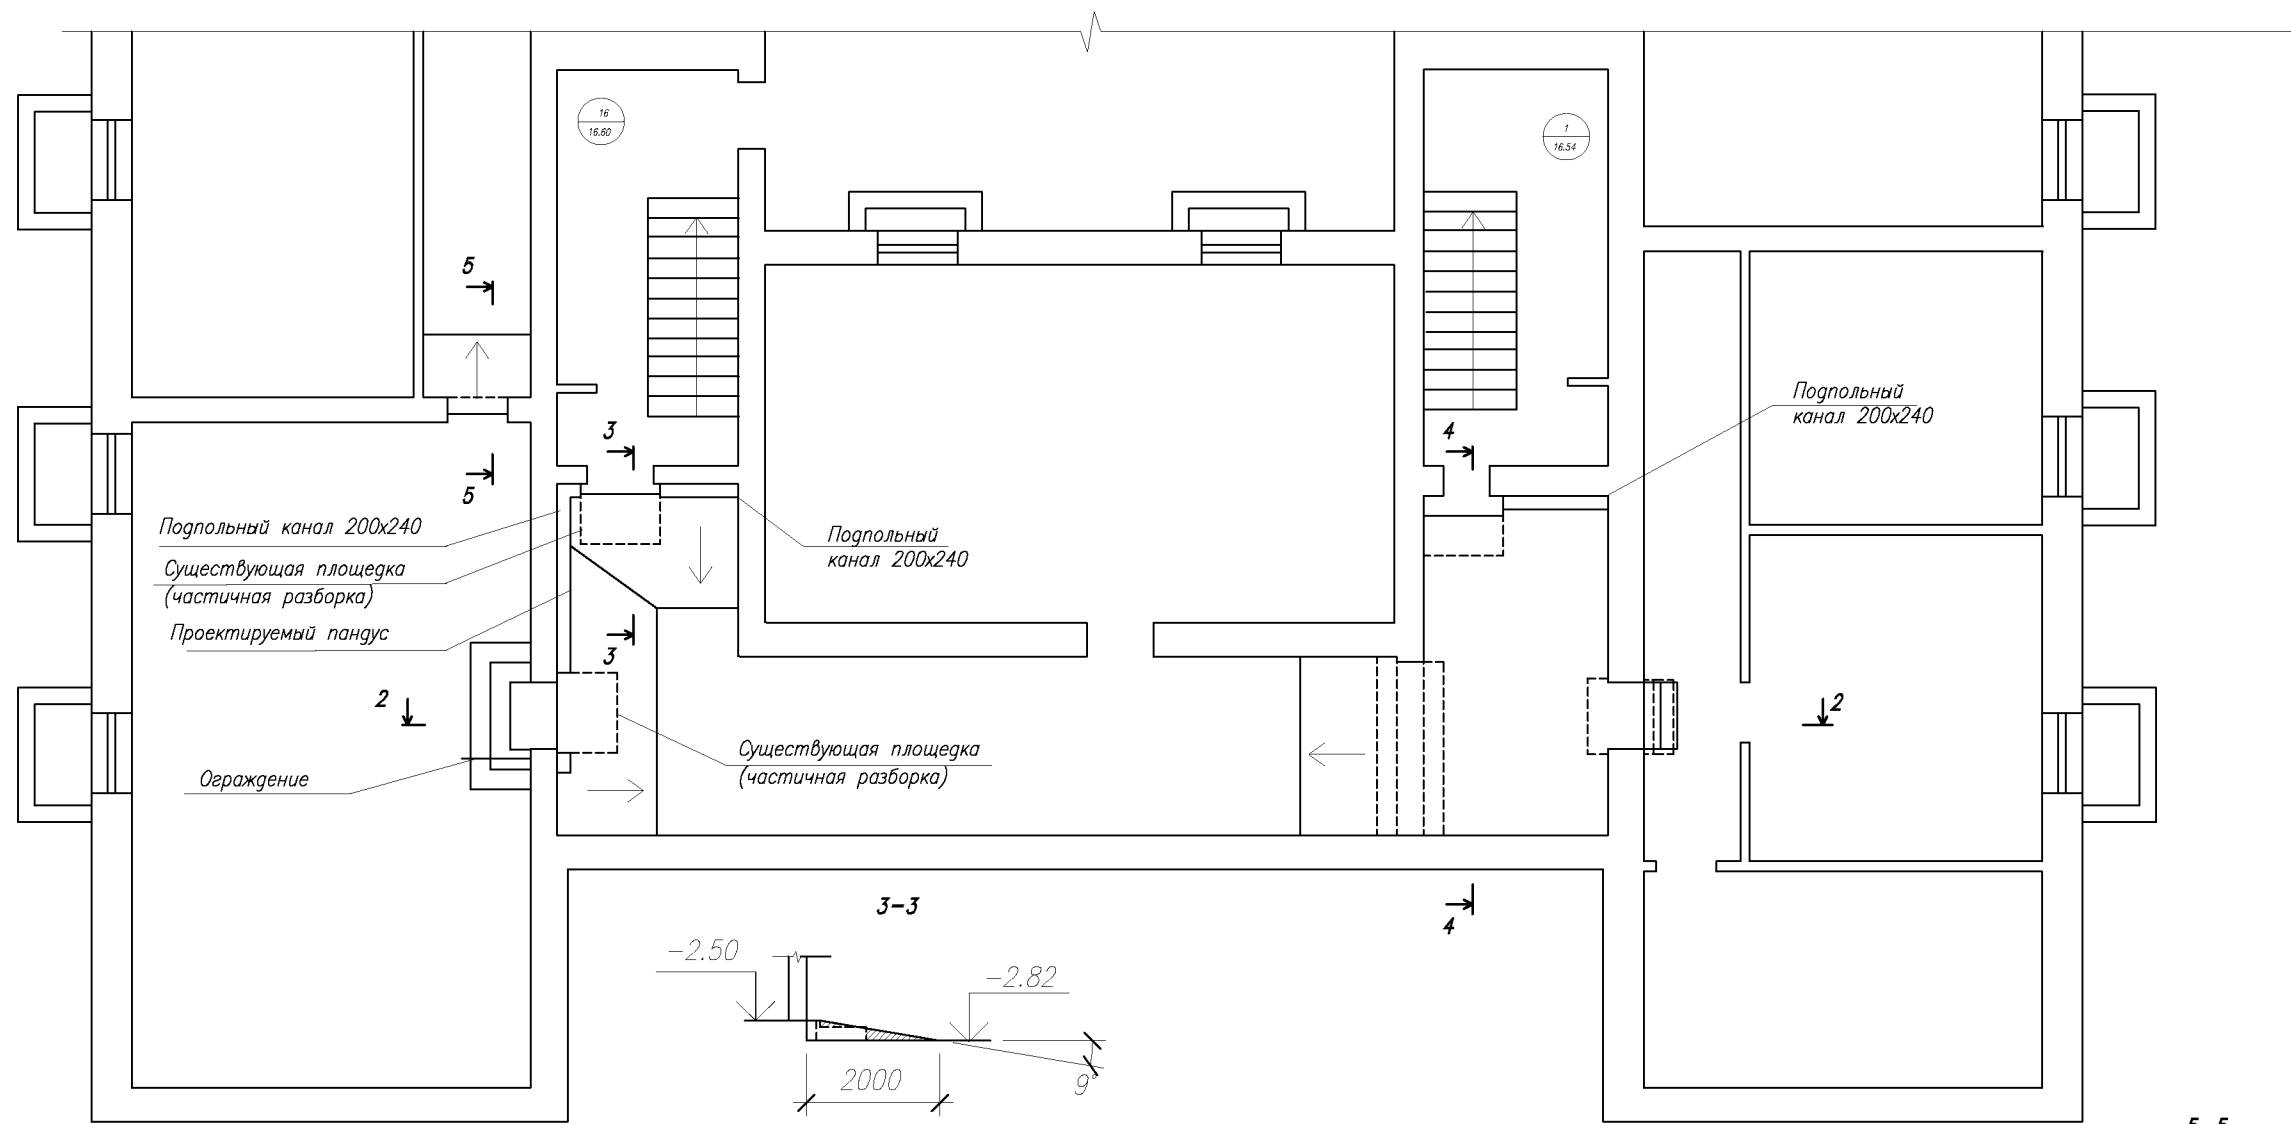 16
16.60
1
16.54
5
Подпольный
канал 200х240
3
4
5
Подпольный канал 200х240
Подпольный
канал 200х240
Существующая площедка
(частичная разборка)
Проектируемый пандус
3
2
2
Существующая площедка
(частичная разборка)
Ограждение
3-3
4
-2.50
-2.82
2000
9°
5-5